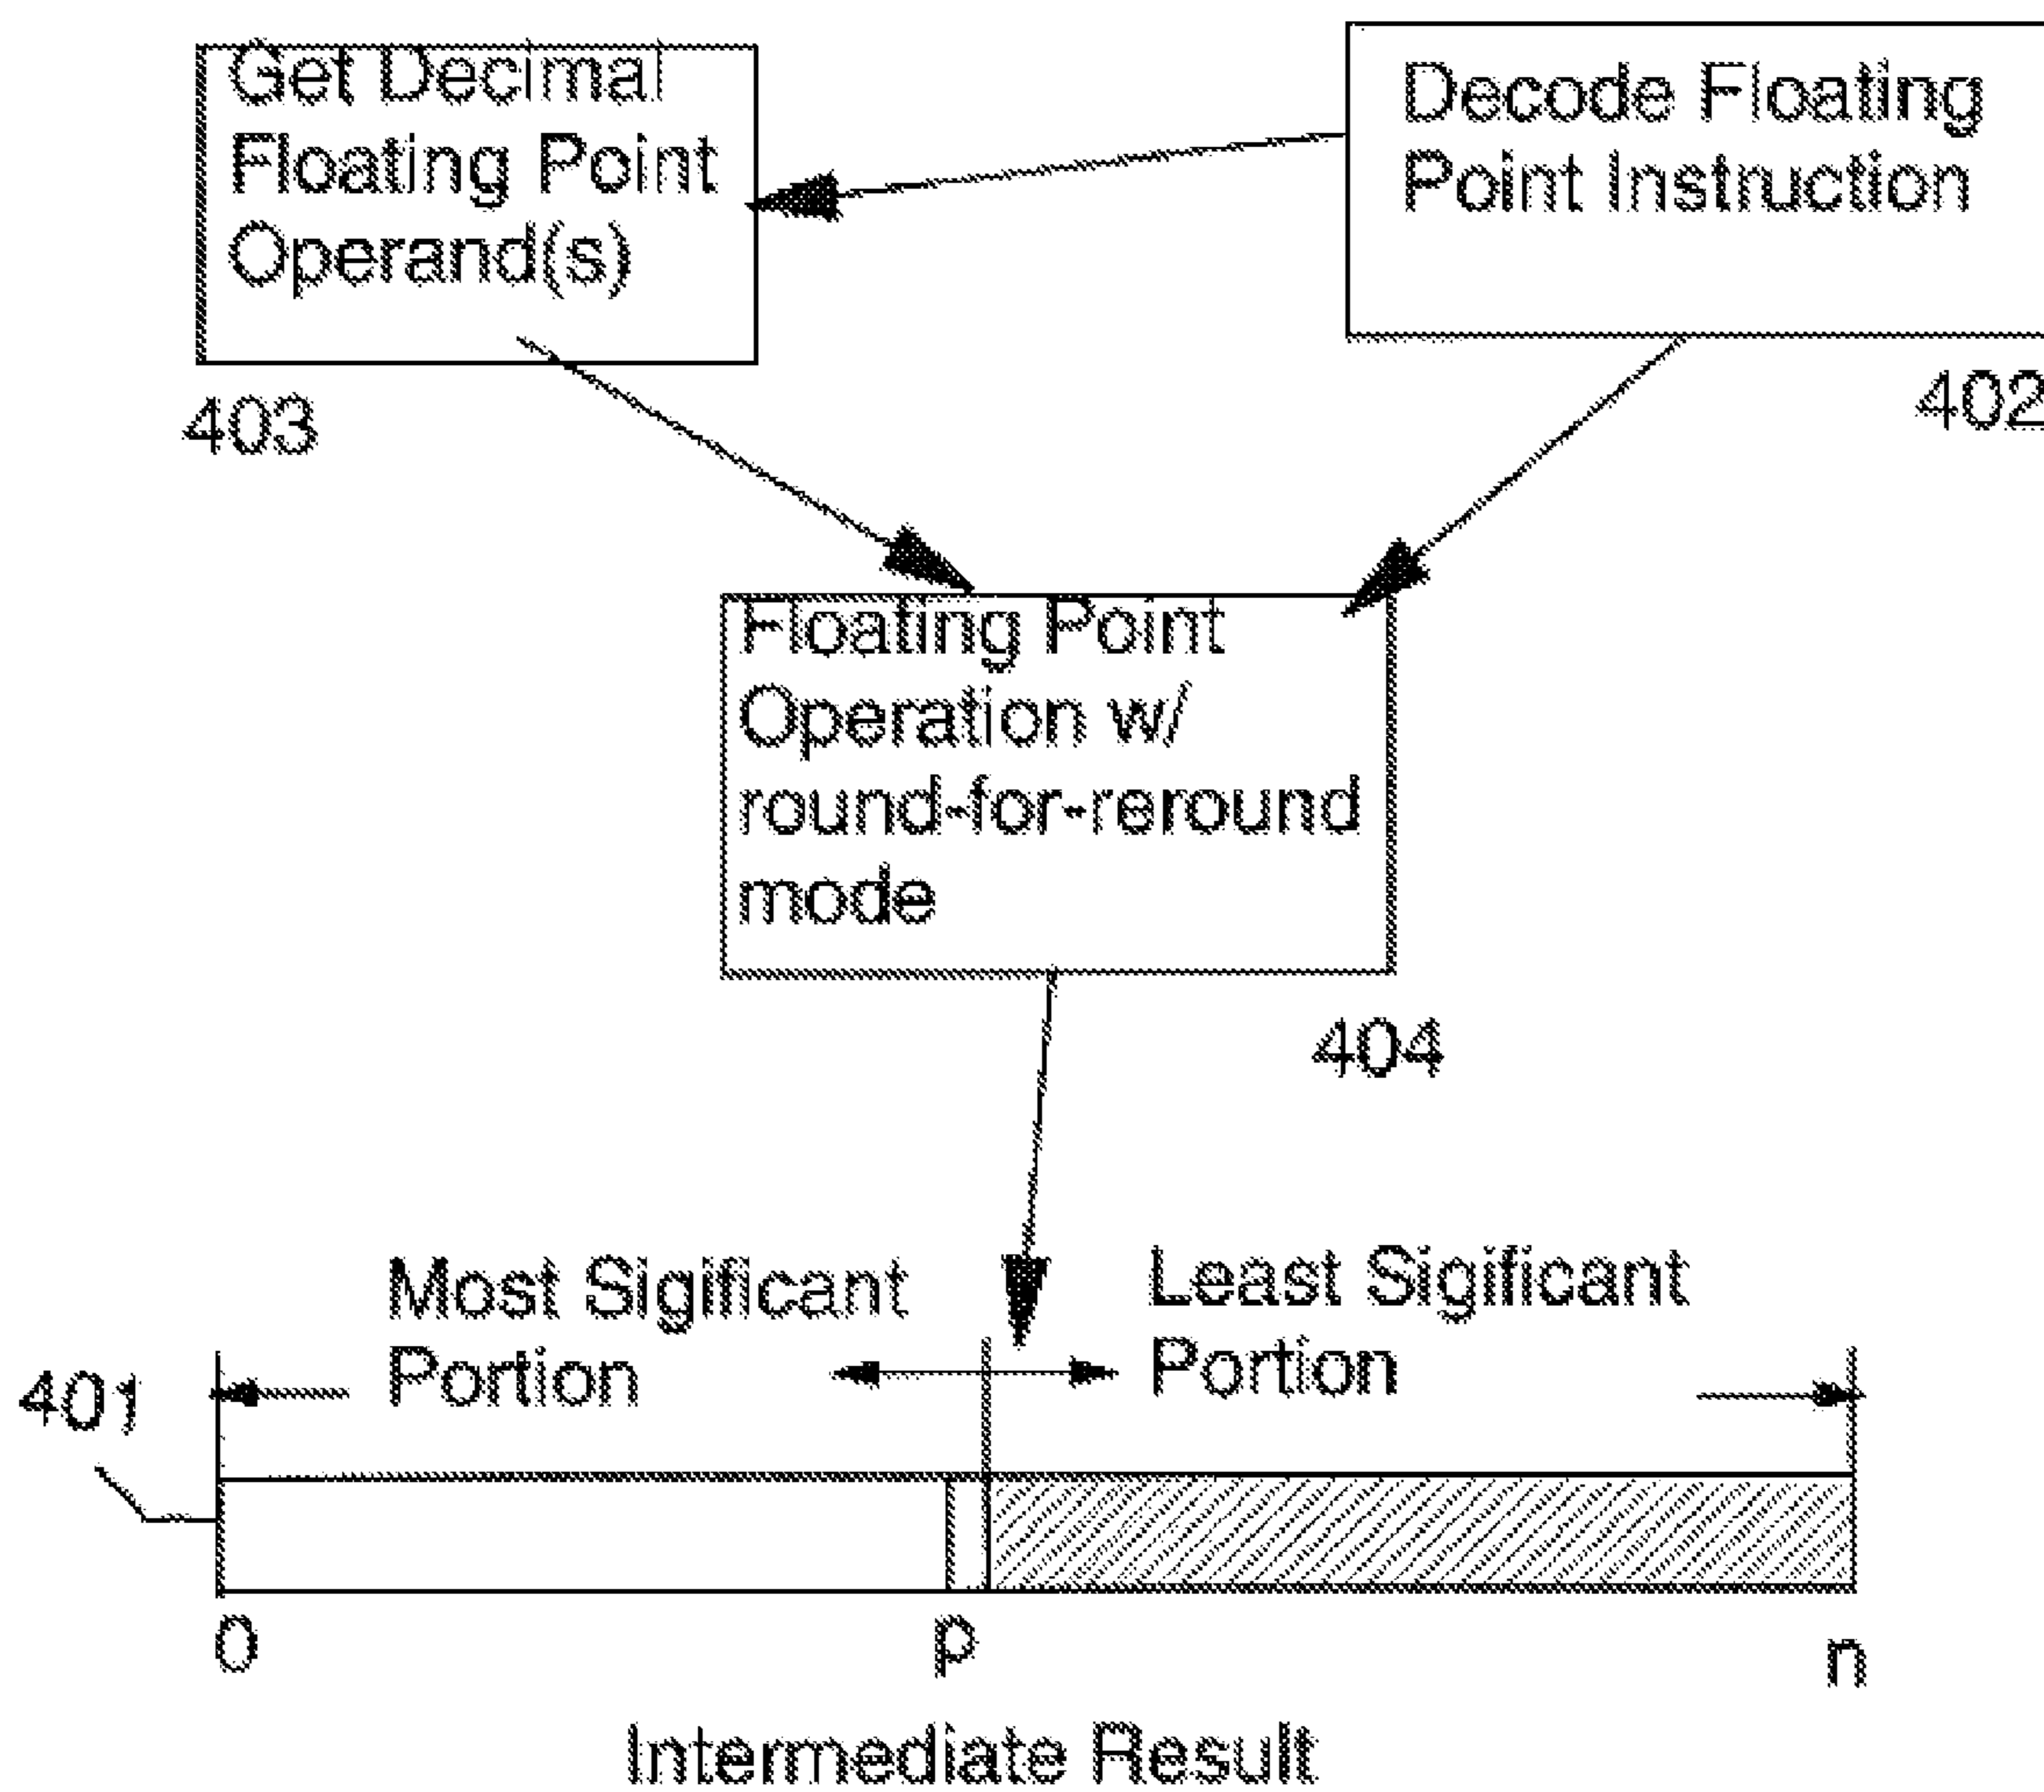 Get Decimal
Floating Point
Operand(s)
403
Decode Floating
Point Instruction
402
Floating Point
Operation w/
round-for-reround
mode
404
Most Sigificant
Portion
Least Sigificant
Portion
401
0
p
n
Intermediate Result